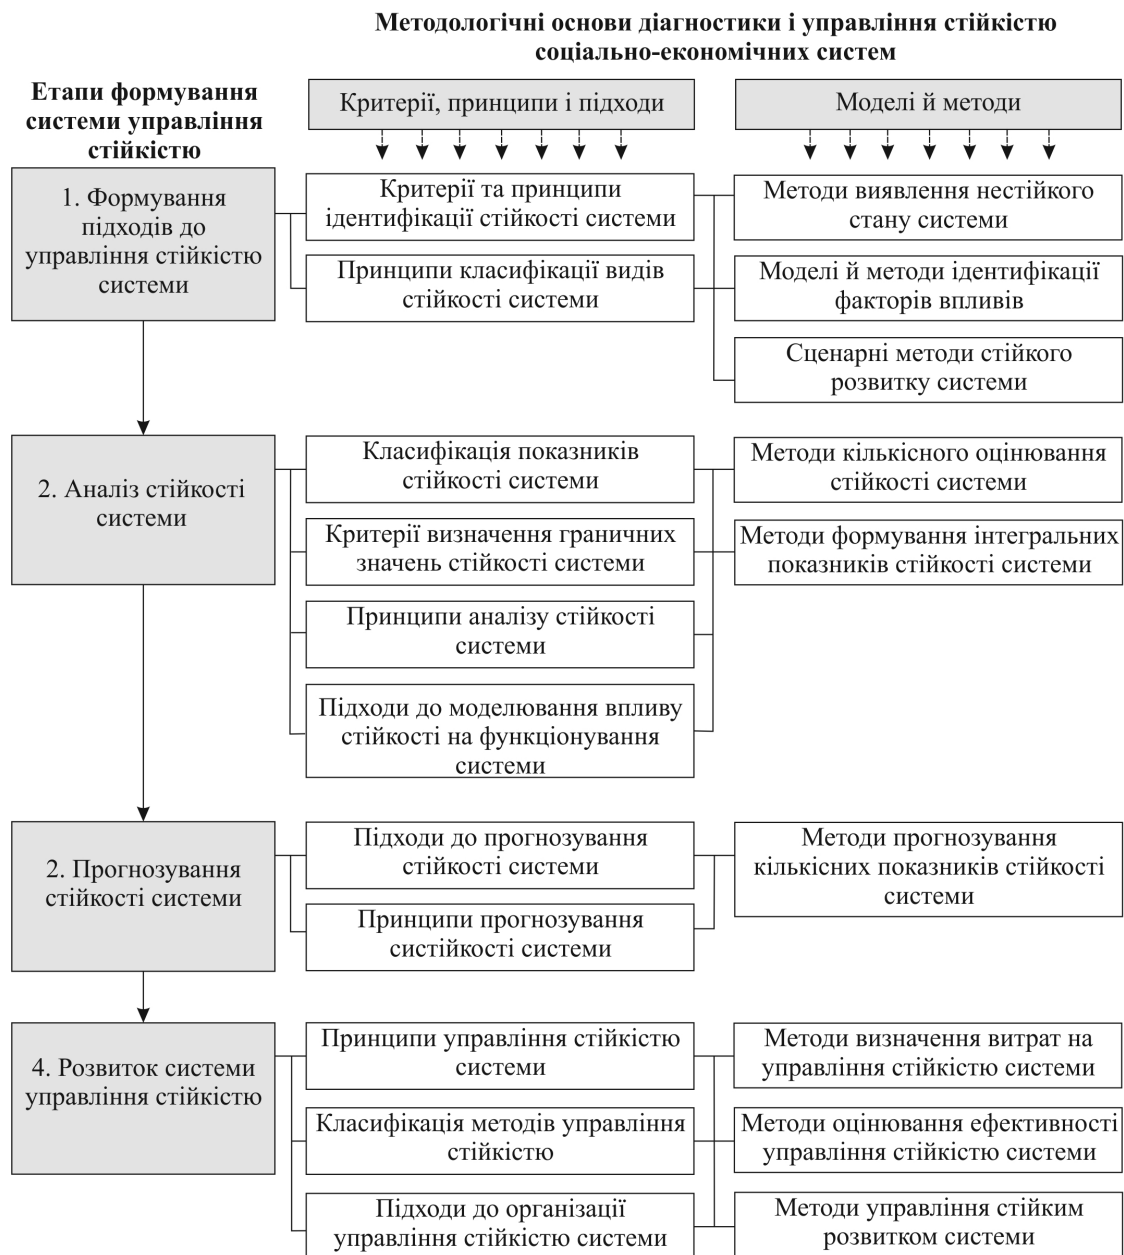 Методологічні основи діагностики і управління стійкістю
соціально-економічних систем
Етапи формування
системи управління
стійкістю
Критерії, принципи і підходи
Моделі й методи
1. Формування
підходів до
управління стійкістю
системи
Критерії та принципи
ідентифікації стійкості системи
Принципи класифікації видів
стійкості системи
Методи виявлення нестійкого
стану системи
Моделі й методи ідентифікації
факторів впливів
Сценарні методи стійкого
розвитку системи
2. Аналіз стійкості
системи
Класифікація показників
стійкості системи
Критерії визначення граничних
значень стійкості системи
Принципи аналізу стійкості
системи
Підходи до моделювання впливу
стійкості на функціонування
системи
Методи кількісного оцінювання
стійкості системи
Методи формування інтегральних
показників стійкості системи
2. Прогнозування
стійкості системи
Підходи до прогнозування
стійкості системи
Принципи прогнозування
систійкості системи
Методи прогнозування
кількісних показників стійкості
системи
4. Розвиток системи
управління стійкістю
Принципи управління стійкістю
системи
Класифікація методів управління
стійкістю
Підходи до організації
управління стійкістю системи
Методи визначення витрат на
управління стійкістю системи
Методи оцінювання ефективності
управління стійкістю системи
Методи управління стійким
розвитком системи